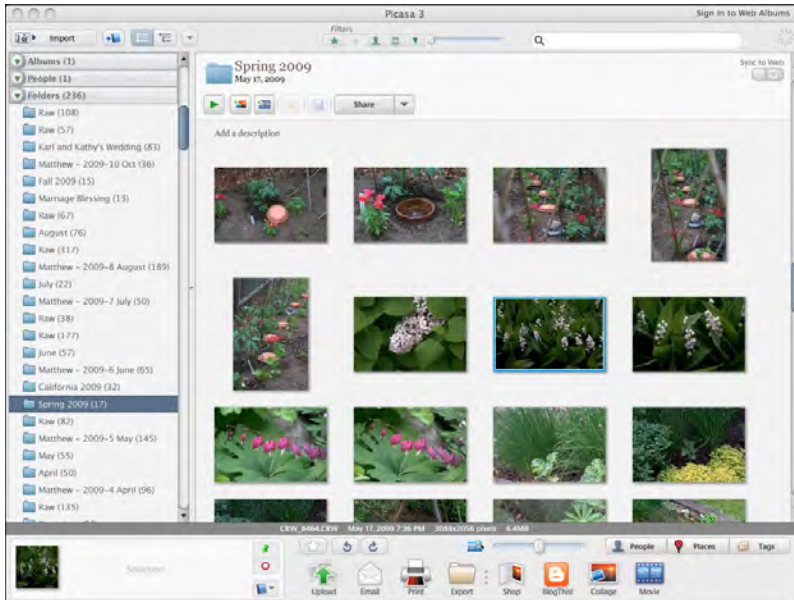 Picasa 3
Sign In to Web Albums
Import
Filters
Albums (1)
People (1)
Folders (236)
Raw (108)
Raw (57)
Karl and Kathy's Wedding (83)
Matthew – 2009–10 Oct (36)
Fall 2009 (15)
Marriage Blessing (13)
Raw (67)
August (76)
Raw (317)
Matthew – 2009–8 August (189)
July (22)
Matthew – 2009–7 July (50)
Raw (38)
Raw (177)
June (57)
Matthew – 2009–6 June (65)
California 2009 (32)
Spring 2009 (17)
Raw (82)
Matthew – 2009–5 May (145)
May (55)
April (50)
Matthew – 2009–4 April (96)
Raw (135)
Spring 2009
May 17, 2009
Sync to Web
Share
Add a description
CRW_8464.CRW May 17, 2009 7:36 PM 3088x2056 pixels 6.4MB
Selection
People
Places
Tags
Upload
Email
Print
Export
Shop
BlogThis!
Collage
Movie